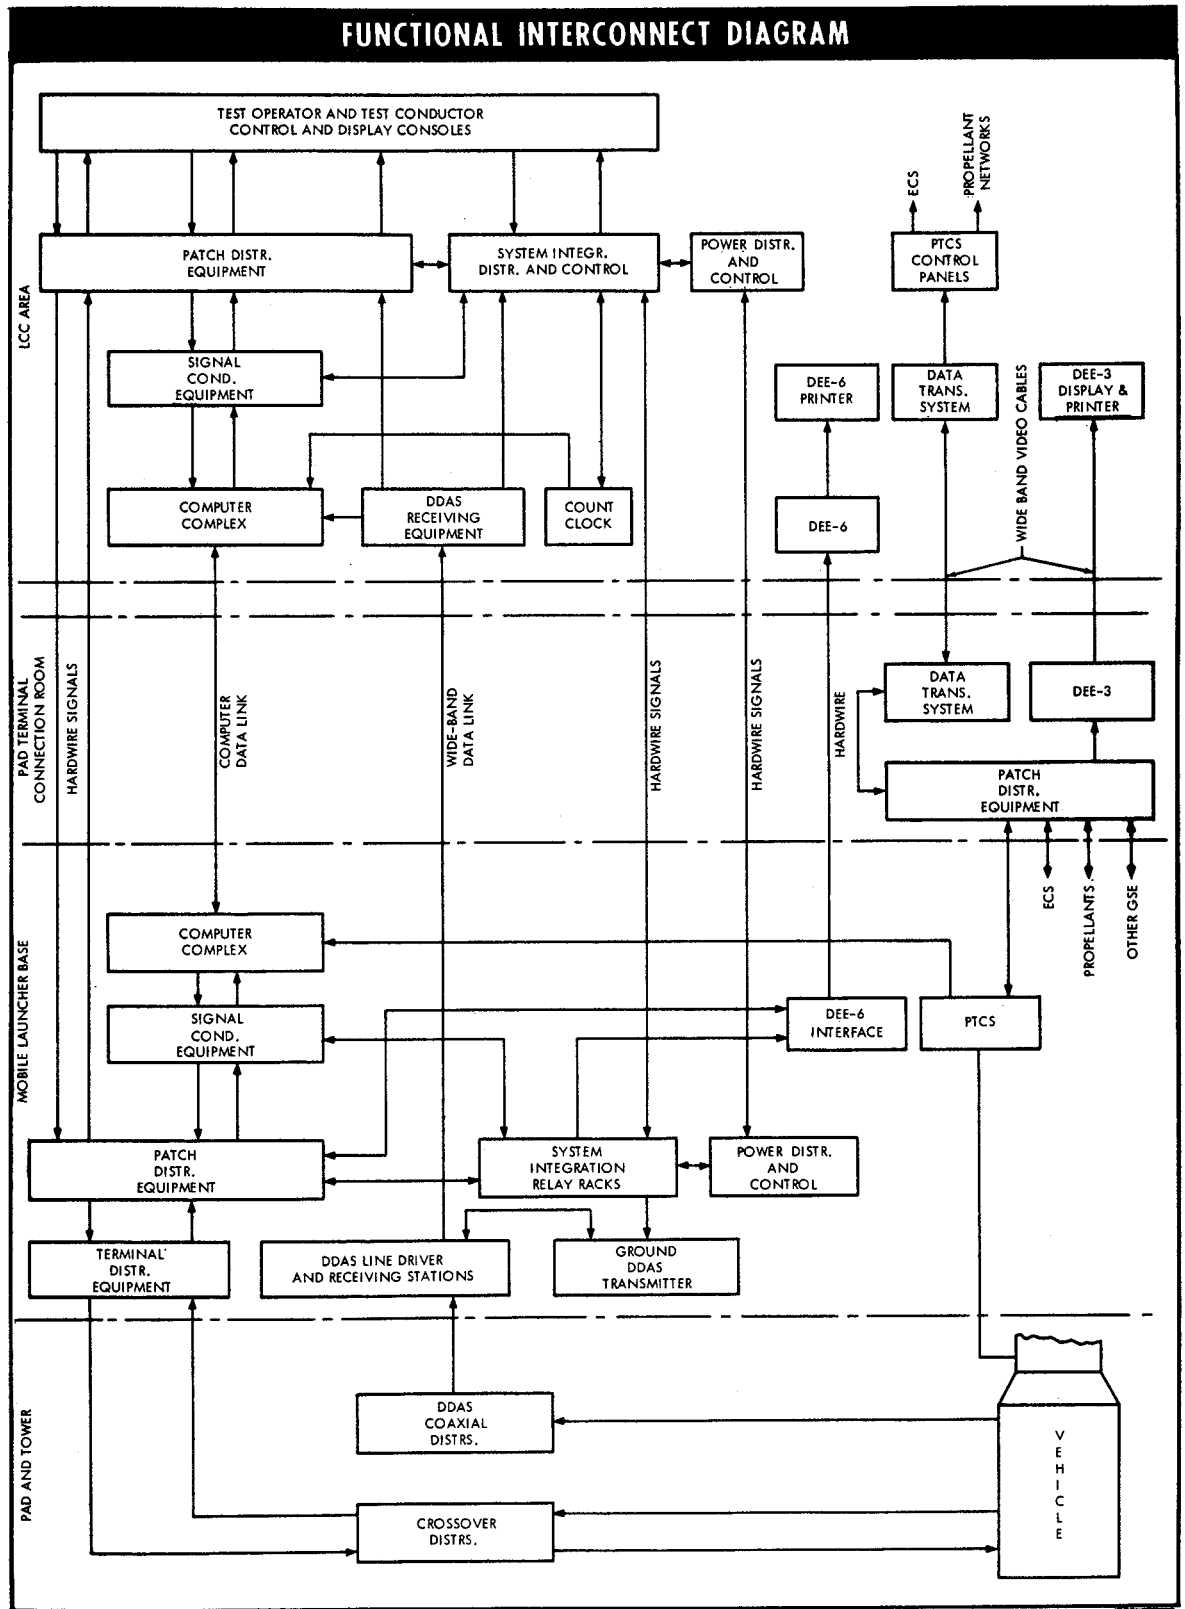 FUNCTIONAL INTERCONNECT DIAGRAM
TEST OPERATOR AND TEST CONDUCTOR
CONTROL AND DISPLAY CONSOLES
ECS
PROPELLANT
NETWORKS
PATCH DISTR.
EQUIPMENT
SYSTEM INTEGR.
DISTR. AND CONTROL
POWER DISTR.
AND
CONTROL
PTCS
CONTROL
PANELS
LCC AREA
SIGNAL
COND.
EQUIPMENT
DEE-6
PRINTER
DATA
TRANS.
SYSTEM
WIDE BAND VIDEO CABLES
DEE-3
DISPLAY &
PRINTER
COMPUTER
COMPLEX
DDAS
RECEIVING
EQUIPMENT
COUNT
CLOCK
DEE-6
PAD TERMINAL
CONNECTION ROOM
HARDWIRE SIGNALS
COMPUTER
DATA LINK
WIDE-BAND
DATA LINK
HARDWIRE SIGNALS
HARDWIRE SIGNALS
HARDWIRE
DATA
TRANS.
SYSTEM
DEE-3
PATCH
DISTR.
EQUIPMENT
ECS
PROPELLANTS
OTHER GSE
MOBILE LAUNCHER BASE
COMPUTER
COMPLEX
SIGNAL
COND.
EQUIPMENT
DEE-6
INTERFACE
PTCS
PATCH
DISTR.
EQUIPMENT
SYSTEM
INTEGRATION
RELAY RACKS
POWER DISTR.
AND
CONTROL
TERMINAL
DISTR.
EQUIPMENT
DDAS LINE DRIVER
AND RECEIVING STATIONS
GROUND
DDAS
TRANSMITTER
PAD AND TOWER
DDAS
COAXIAL
DISTRS.
CROSSOVER
DISTRS.
VEHICLE